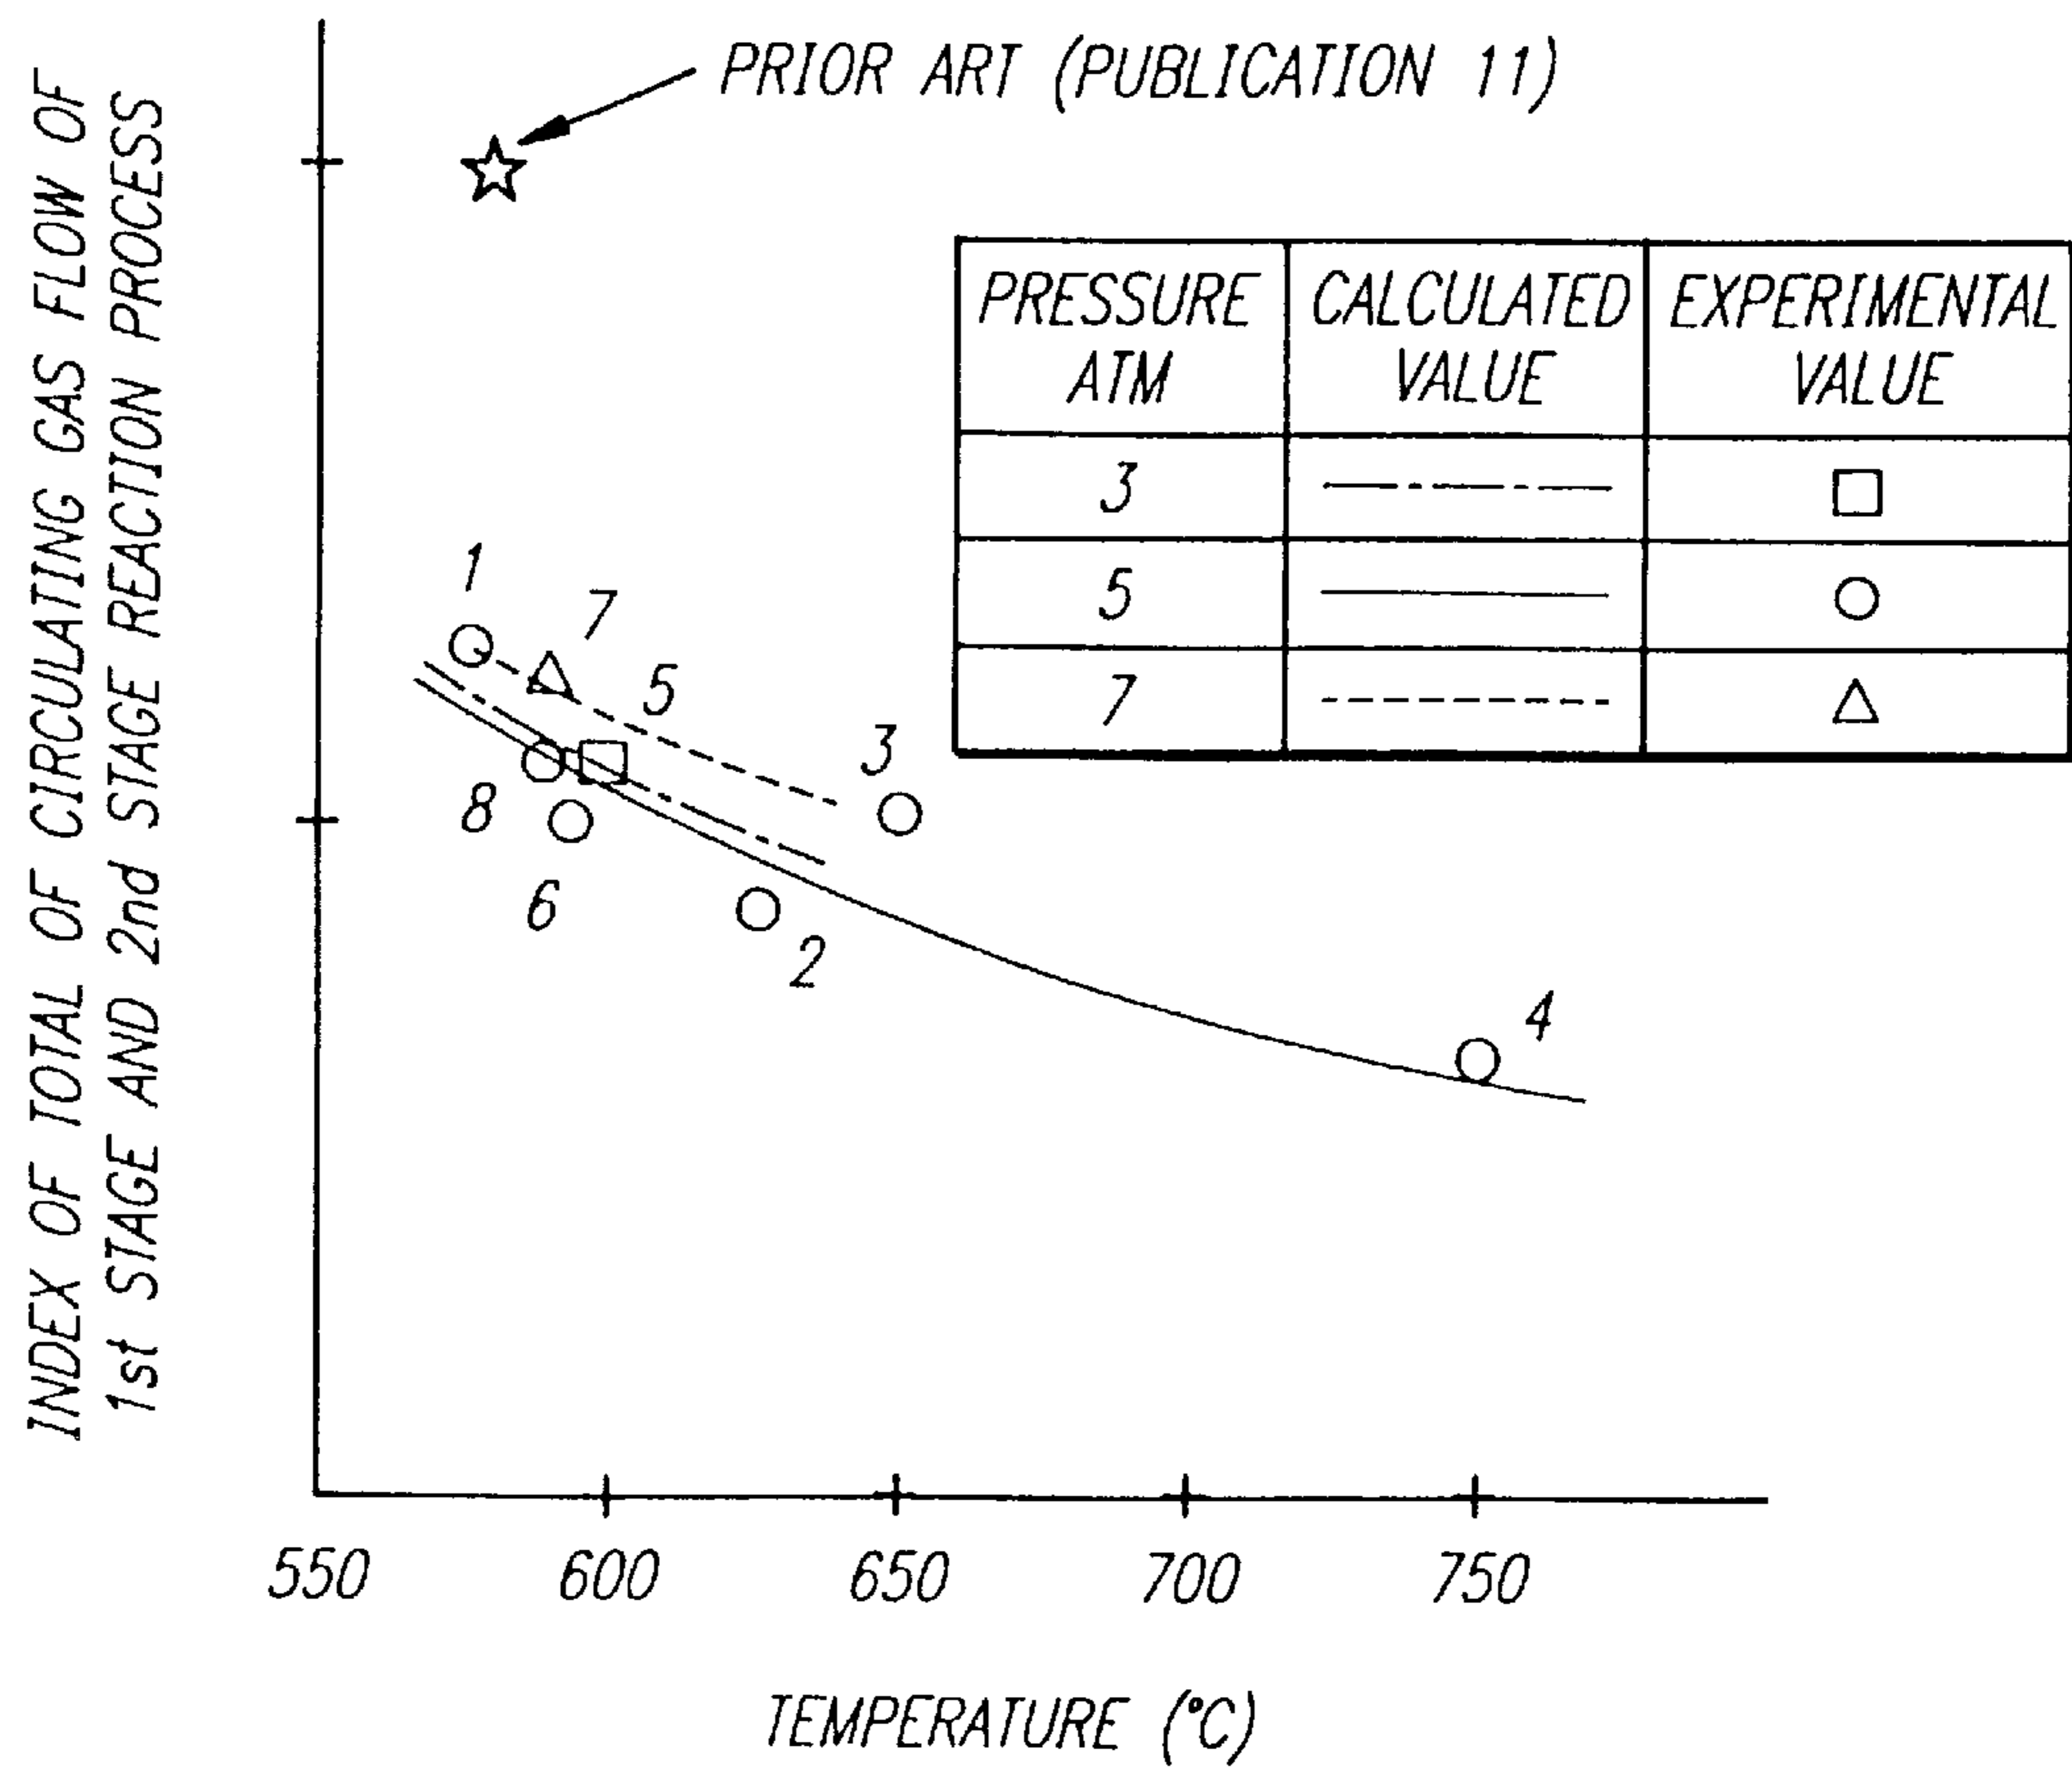 INDEX OF TOTAL OF CIRCULATING GAS FLOW OF
1st STAGE AND 2nd STAGE REACTION PROCESS
PRIOR ART (PUBLICATION 11)
PRESSURE ATM CALCULATED VALUE EXPERIMENTAL VALUE
3
5
7
1
7
5
3
8
6
2
4
550 600 650 700 750
TEMPERATURE (°C)